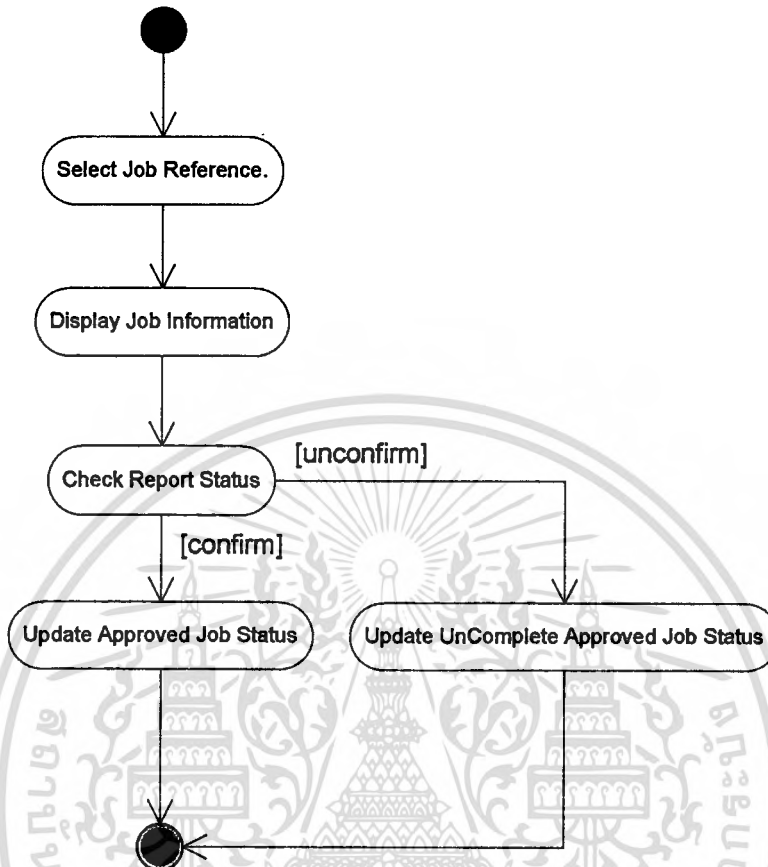 Select Job Reference.
Display Job Information
Check Report Status
[unconfirm]
[confirm]
Update Approved Job Status
Update UnComplete Approved Job Status